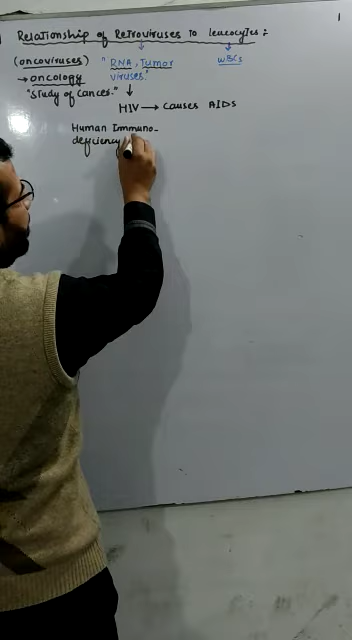 1
Relationship of Retroviruses to leucocytes:
(oncoviruses) "RNA, Tumor WBCs
→ oncology viruses."
"Study of Cancer." ↓
HIV → causes AIDS
Human Immuno-
deficiency